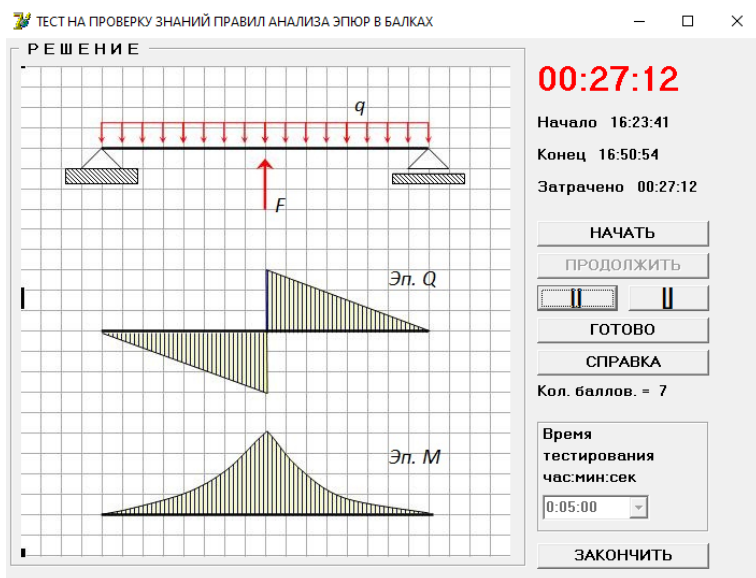 ТЕСТ НА ПРОВЕРКУ ЗНАНИЙ ПРАВИЛ АНАЛИЗА ЭПЮР В БАЛКАХ
РЕШЕНИЕ
q
F
Эп. Q
Эп. М
00:27:12
Начало 16:23:41
Конец 16:50:54
Затрачено 00:27:12
НАЧАТЬ
ПРОДОЛЖИТЬ
ГОТОВО
СПРАВКА
Кол. баллов. = 7
Время
тестирования
час:мин:сек
0:05:00
ЗАКОНЧИТЬ